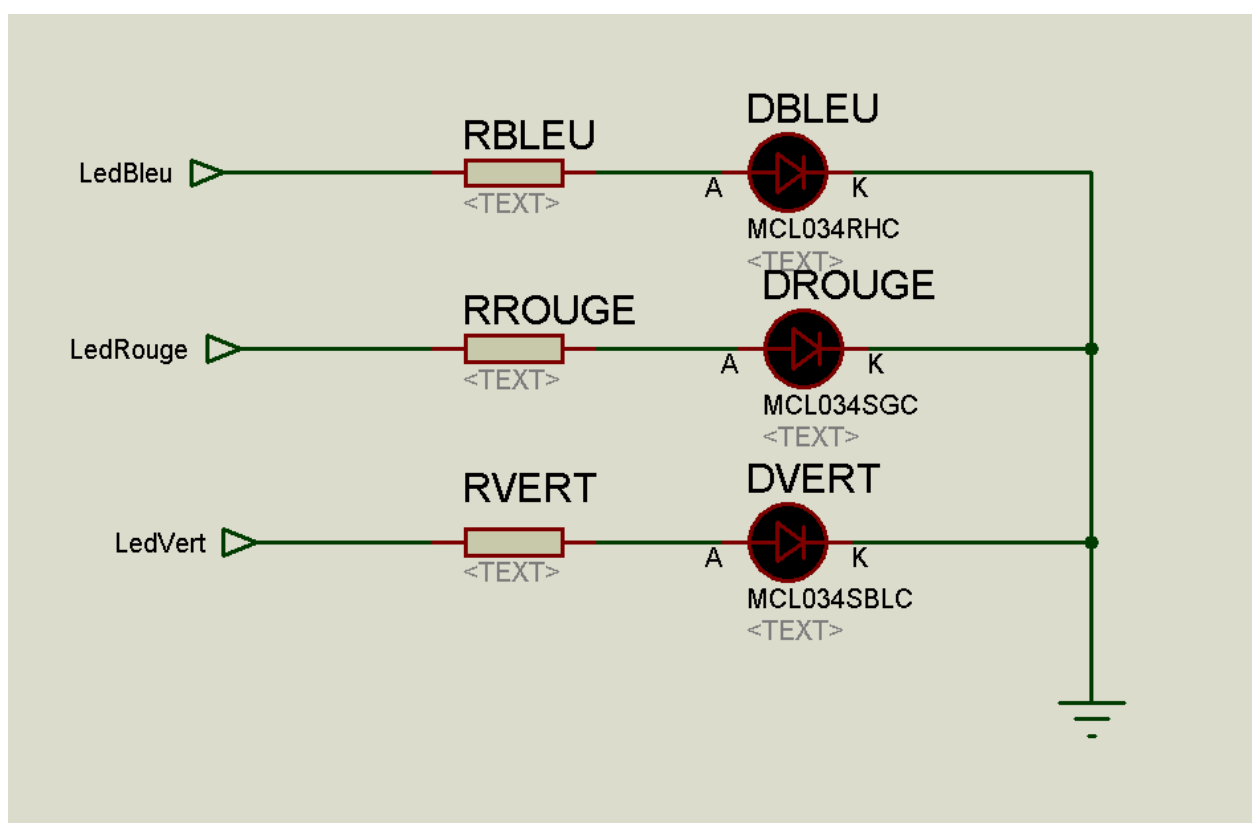 DBLEU
RBLEU
LedBleu
A
K
<TEXT>
MCL034RHC
<TEXT>
DROUGE
RROUGE
LedRouge
A
K
<TEXT>
MCL034SGC
<TEXT>
DVERT
RVERT
LedVert
A
K
<TEXT>
MCL034SBLC
<TEXT>